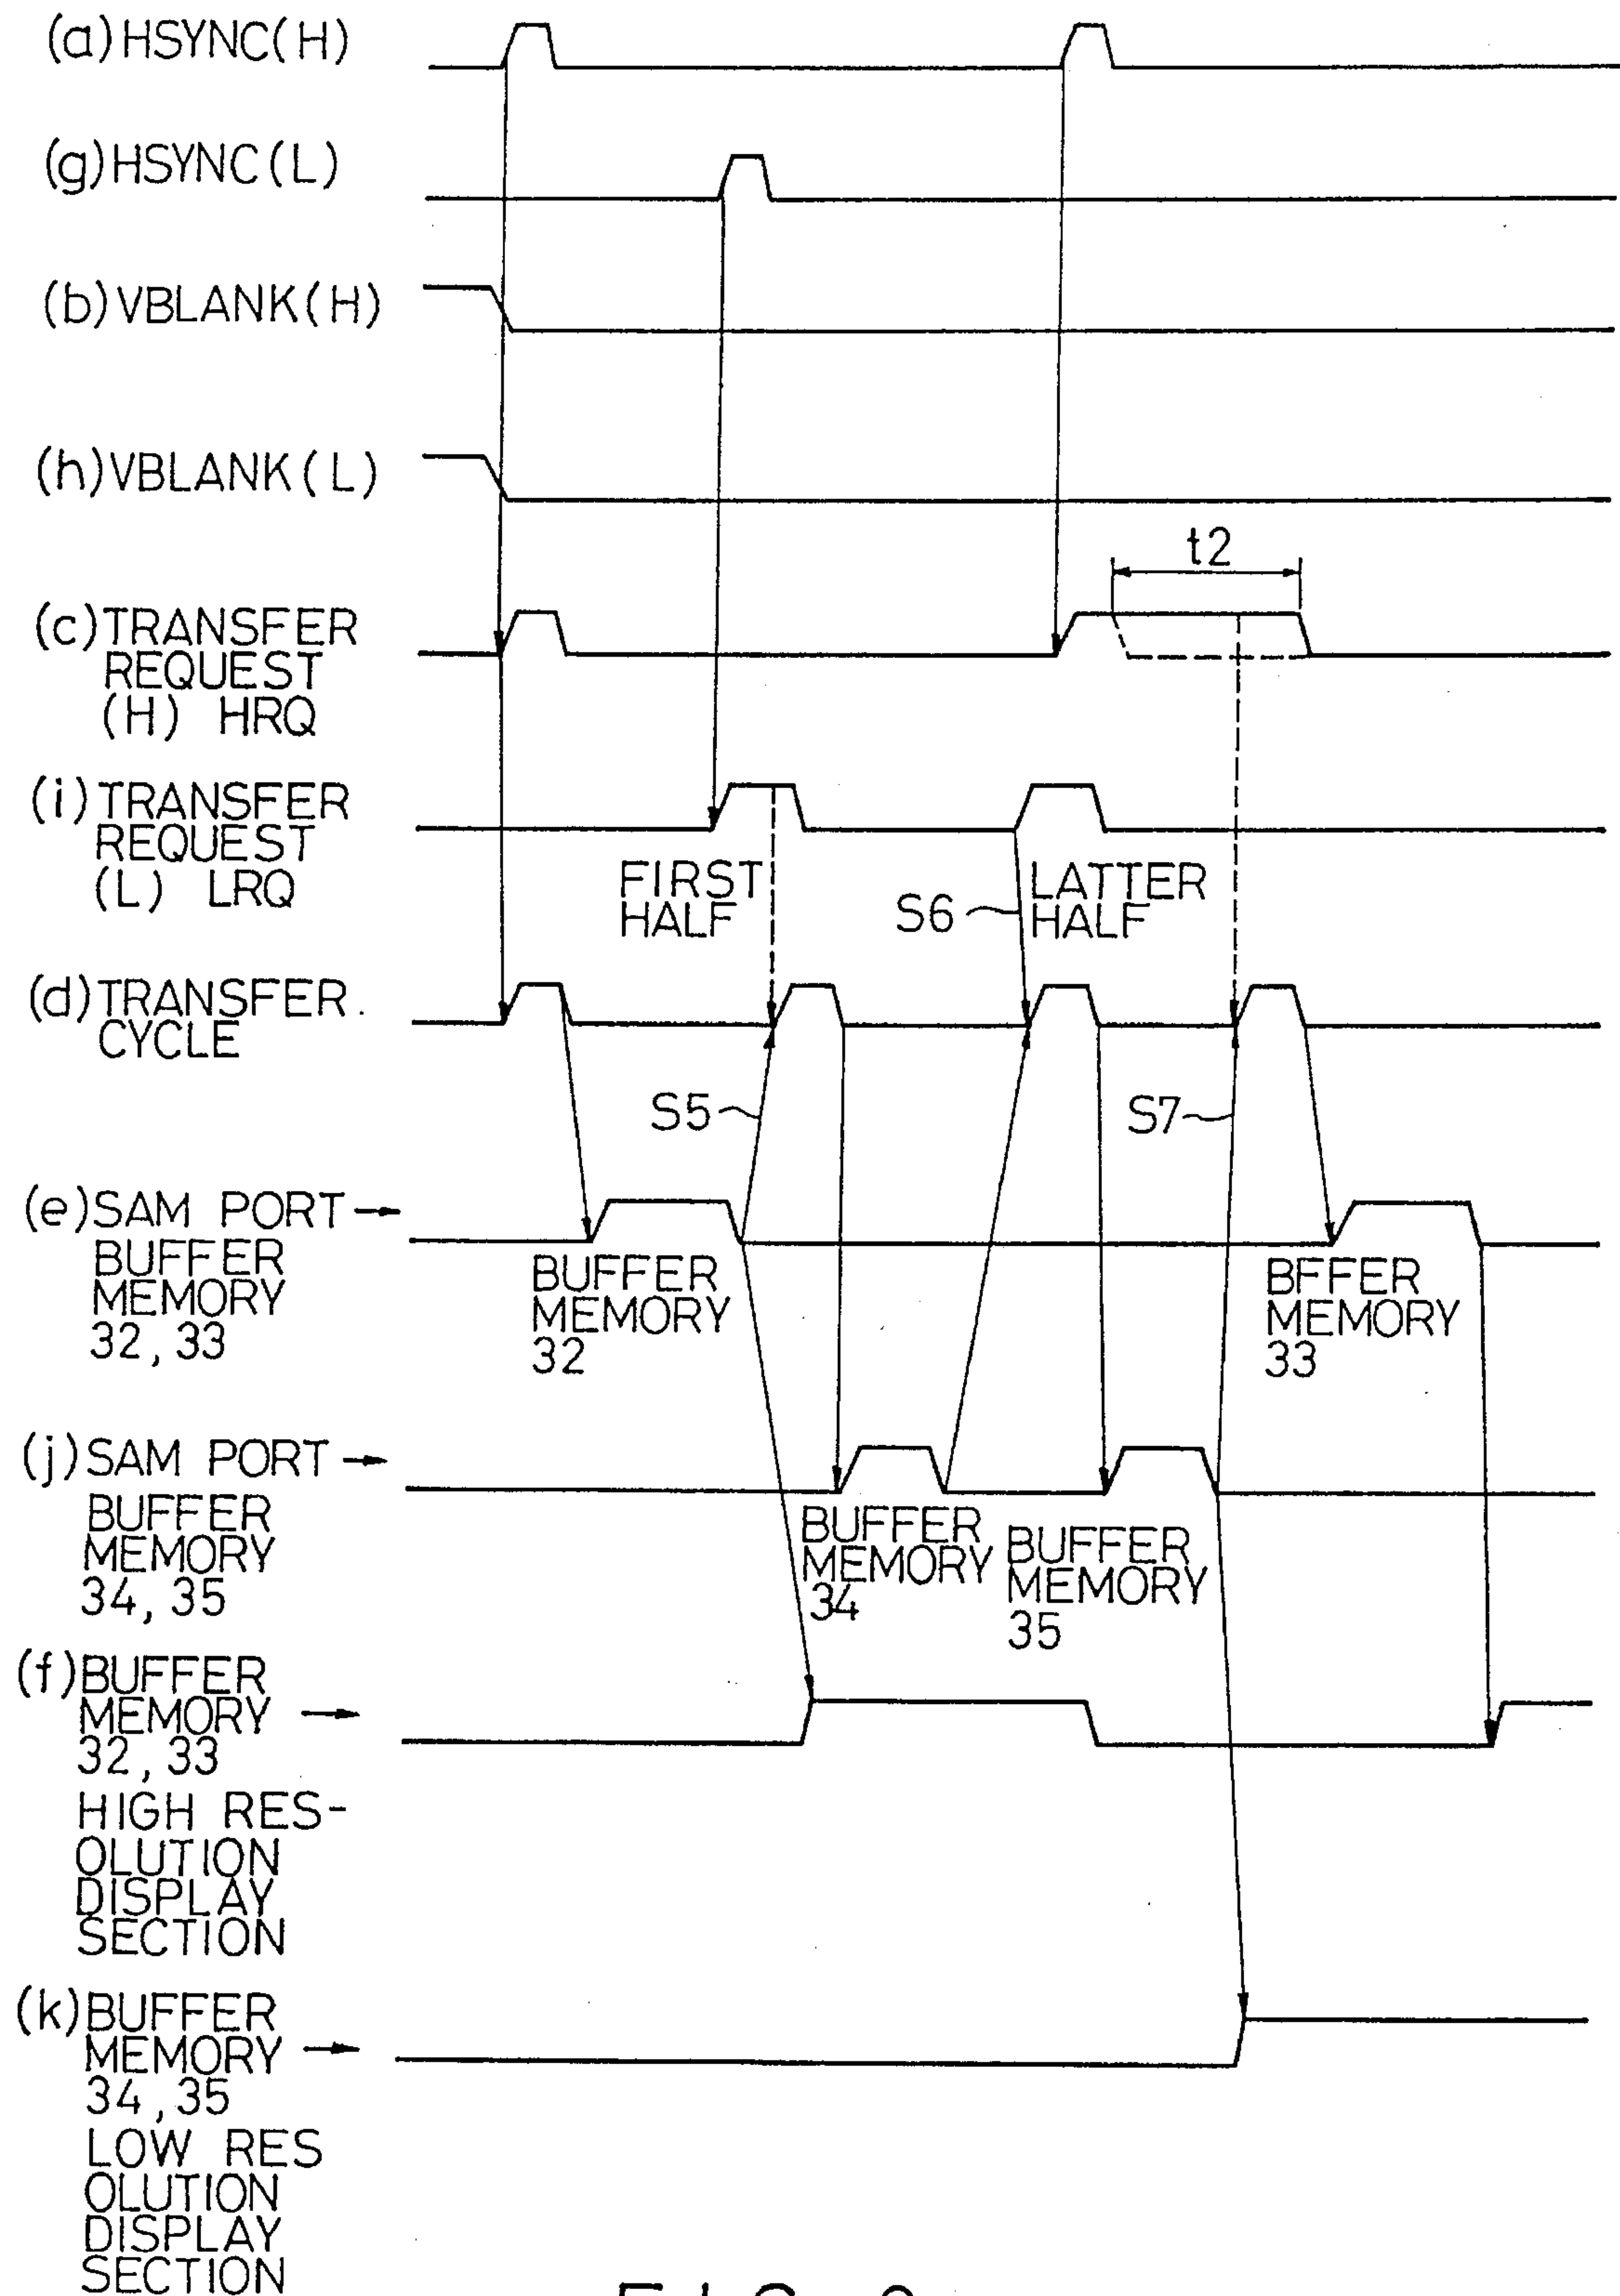 (a) HSYNC(H)
(g) HSYNC(L)
(b) VBLANK(H)
(h) VBLANK(L)
t2
(c) TRANSFER
REQUEST
(H) HRQ
(i) TRANSFER
REQUEST
(L) LRQ
FIRST
HALF
S6
LATTER
HALF
(d) TRANSFER
CYCLE
S5
S7
(e) SAM PORT →
BUFFER
MEMORY
32, 33
BUFFER
MEMORY
32
BFFER
MEMORY
33
(j) SAM PORT →
BUFFER
MEMORY
34, 35
BUFFER
MEMORY
34
BUFFER
MEMORY
35
(f) BUFFER
MEMORY →
32, 33
HIGH RES-
OLUTION
DISPLAY
SECTION
(k) BUFFER
MEMORY →
34, 35
LOW RES
OLUTION
DISPLAY
SECTION